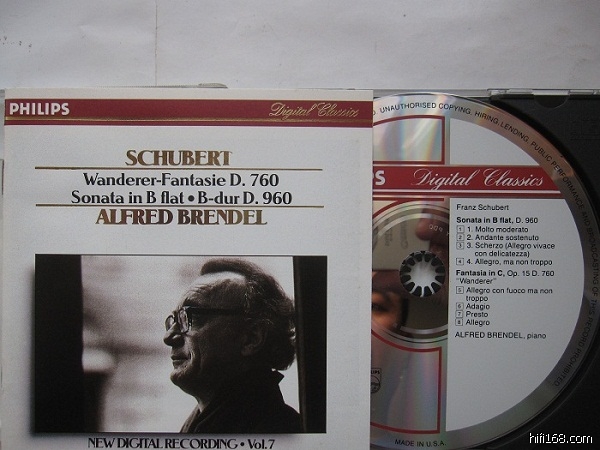 PHILIPS
Digital Classics
SCHUBERT
Wanderer-Fantasie D. 760
Sonata in B flat • B-dur D. 960
ALFRED BRENDEL
NEW DIGITAL RECORDING • Vol.7
UNAUTHORISED COPYING, HIRING, LENDING, PUBLIC PERFORMANCE AND
RECORD PROHIBITED
Digital Classics
Franz Schubert
Sonata in B flat, D. 960
1 1. Molto moderato
2 2. Andante sostenuto
3 3. Scherzo (Allegro vivace
con delicatezza)
4 4. Allegro, ma non troppo
Fantasia in C, Op. 15 D. 760
"Wanderer"
5 Allegro con fuoco ma non
troppo
6 Adagio
7 Presto
8 Allegro
ALFRED BRENDEL, piano
MADE IN U.S.A.
hifi168.com